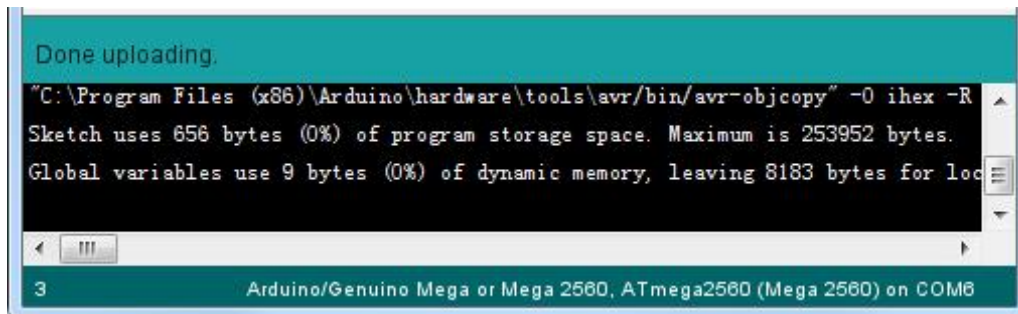 Done uploading.
"C:\Program Files (x86)\Arduino\hardware\tools\avr/bin/avr-objcopy" -O ihex -R
Sketch uses 656 bytes (0%) of program storage space. Maximum is 253952 bytes.
Global variables use 9 bytes (0%) of dynamic memory, leaving 8183 bytes for loc
3 Arduino/Genuino Mega or Mega 2560, ATmega2560 (Mega 2560) on COM6